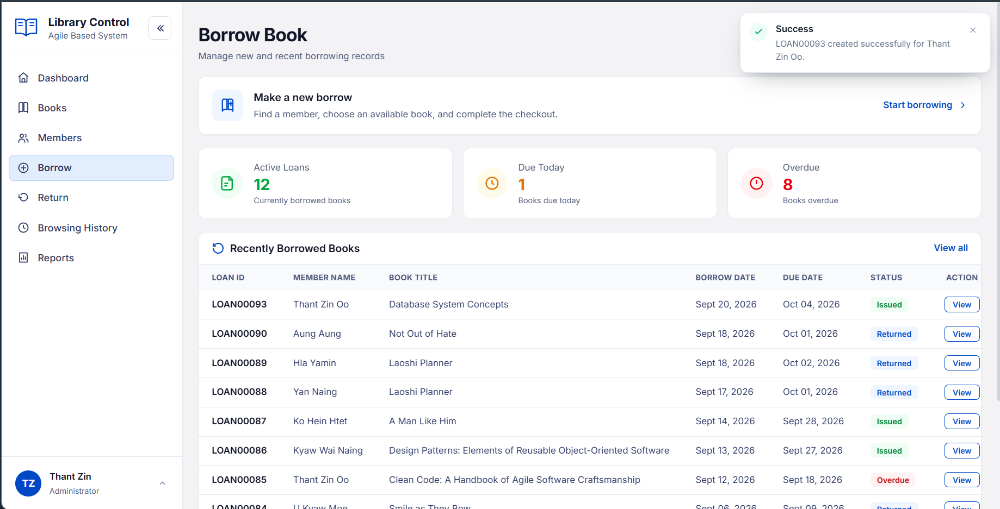 Library Control
Agile Based System
Dashboard
Books
Members
Borrow
Return
Browsing History
Reports
TZ
Thant Zin
Administrator
Borrow Book
Manage new and recent borrowing records
Success
LOAN00093 created successfully for Thant
Zin Oo.
Make a new borrow
Find a member, choose an available book, and complete the checkout.
Start borrowing
Active Loans
12
Currently borrowed books
Due Today
1
Books due today
Overdue
8
Books overdue
Recently Borrowed Books
View all
LOAN ID MEMBER NAME BOOK TITLE BORROW DATE DUE DATE STATUS ACTION
LOAN00093 Thant Zin Oo Database System Concepts Sept 20, 2026 Oct 04, 2026 Issued View
LOAN00090 Aung Aung Not Out of Hate Sept 18, 2026 Oct 01, 2026 Returned View
LOAN00089 Hla Yamin Laoshi Planner Sept 18, 2026 Oct 02, 2026 Returned View
LOAN00088 Yan Naing Laoshi Planner Sept 17, 2026 Oct 01, 2026 Returned View
LOAN00087 Ko Hein Htet A Man Like Him Sept 14, 2026 Sept 28, 2026 Issued View
LOAN00086 Kyaw Wai Naing Design Patterns: Elements of Reusable Object-Oriented Software Sept 13, 2026 Sept 27, 2026 Issued View
LOAN00085 Thant Zin Oo Clean Code: A Handbook of Agile Software Craftsmanship Sept 12, 2026 Sept 18, 2026 Overdue View
LOAN00084 U Kyaw Moe Smile as They Bow Sept 06, 2026 Sept 09, 2026 Returned View